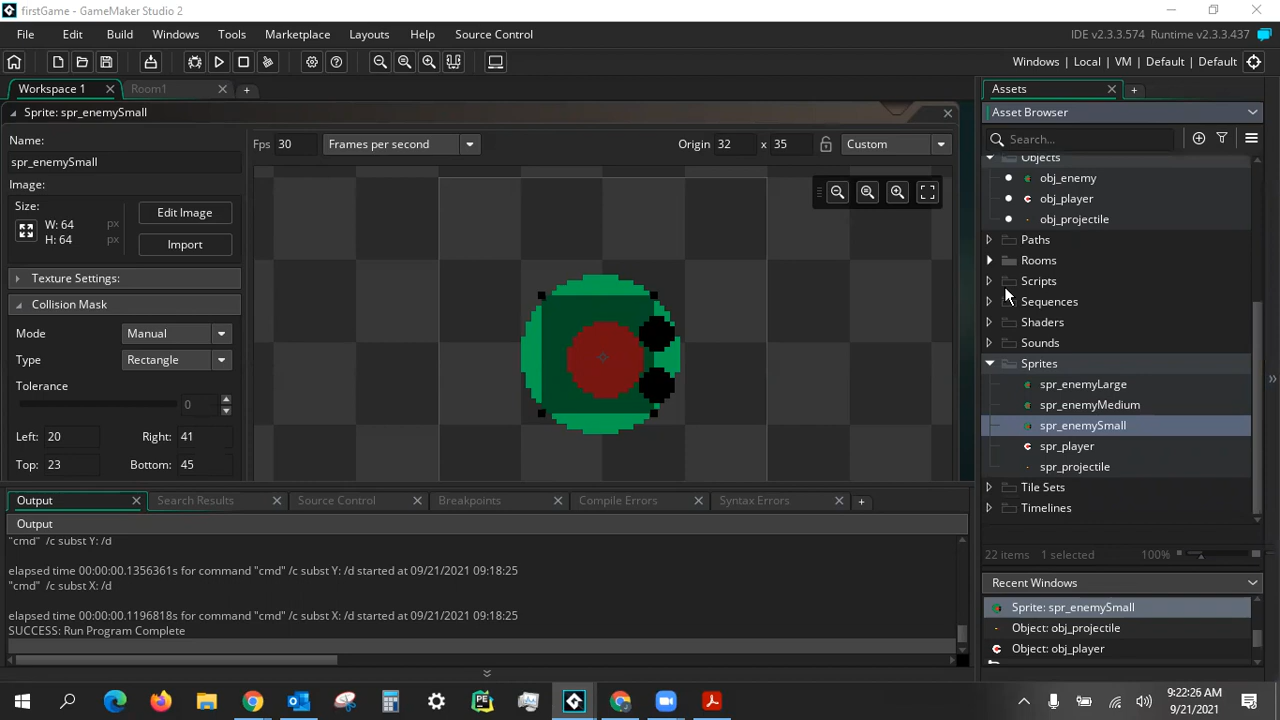 firstGame - GameMaker Studio 2
File Edit Build Windows Tools Marketplace Layouts Help Source Control
IDE v2.3.3.574 Runtime v2.3.3.437
Windows | Local | VM | Default | Default
Workspace 1
Room1
Sprite: spr_enemySmall
Name:
spr_enemySmall
Image:
Size:
W: 64 px
H: 64 px
Edit Image
Import
Texture Settings:
Collision Mask
Mode Manual
Type Rectangle
Tolerance
0
Left: 20 Right: 41
Top: 23 Bottom: 45
Fps 30 Frames per second Origin 32 x 35 Custom
Output Search Results Source Control Breakpoints Compile Errors Syntax Errors
Output
"cmd" /c subst Y: /d
elapsed time 00:00:00.1356361s for command "cmd" /c subst Y: /d started at 09/21/2021 09:18:25
"cmd" /c subst X: /d
elapsed time 00:00:00.1196818s for command "cmd" /c subst X: /d started at 09/21/2021 09:18:25
SUCCESS: Run Program Complete
Assets
Asset Browser
Search...
Objects
obj_enemy
obj_player
obj_projectile
Paths
Rooms
Scripts
Sequences
Shaders
Sounds
Sprites
spr_enemyLarge
spr_enemyMedium
spr_enemySmall
spr_player
spr_projectile
Tile Sets
Timelines
22 items 1 selected 100%
Recent Windows
Sprite: spr_enemySmall
Object: obj_projectile
Object: obj_player
PE
9:22:26 AM
9/21/2021